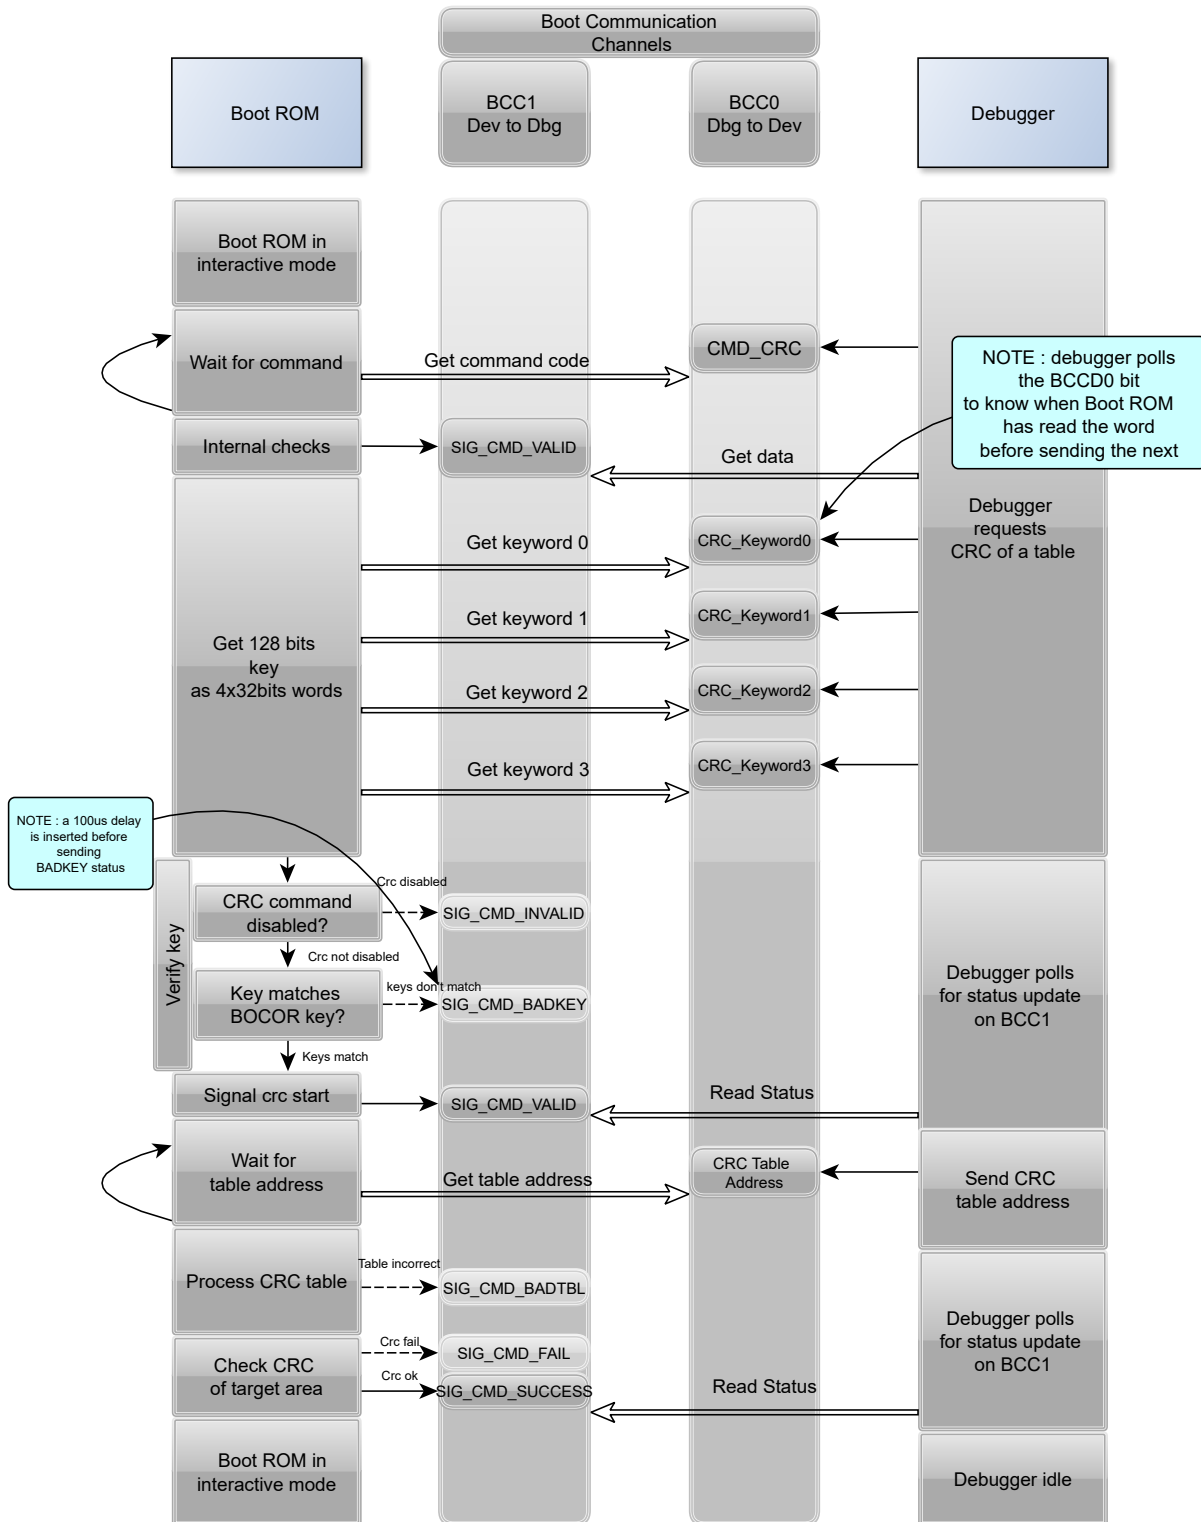 Boot Communication
Channels
Boot ROM
BCC1
Dev to Dbg
BCC0
Dbg to Dev
Debugger
Boot ROM in
interactive mode
Wait for command
Get command code
CMD_CRC
NOTE : debugger polls
the BCCD0 bit
to know when Boot ROM
has read the word
before sending the next
Internal checks
SIG_CMD_VALID
Get data
Debugger
requests
CRC of a table
Get keyword 0
CRC_Keyword0
Get keyword 1
CRC_Keyword1
Get 128 bits
key
as 4x32bits words
Get keyword 2
CRC_Keyword2
Get keyword 3
CRC_Keyword3
NOTE : a 100us delay
is inserted before
sending
BADKEY status
Verify key
CRC command
disabled?
Crc disabled
SIG_CMD_INVALID
Crc not disabled
Key matches
BOCOR key?
keys don't match
SIG_CMD_BADKEY
Debugger polls
for status update
on BCC1
Keys match
Signal crc start
SIG_CMD_VALID
Read Status
Wait for
table address
Get table address
CRC Table
Address
Send CRC
table address
Process CRC table
Table incorrect
SIG_CMD_BADTBL
Debugger polls
for status update
on BCC1
Check CRC
of target area
Crc fail
SIG_CMD_FAIL
Crc ok
SIG_CMD_SUCCESS
Read Status
Boot ROM in
interactive mode
Debugger idle